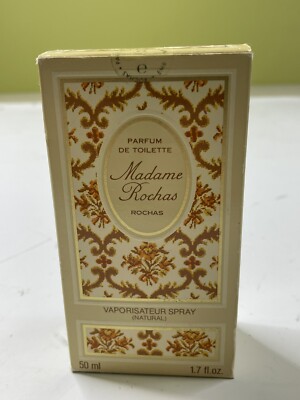 PARFUM
DE TOILETTE
Madame
Rochas
ROCHAS
VAPORISATEUR SPRAY
(NATURAL)
50 ml
1.7 fl.oz.